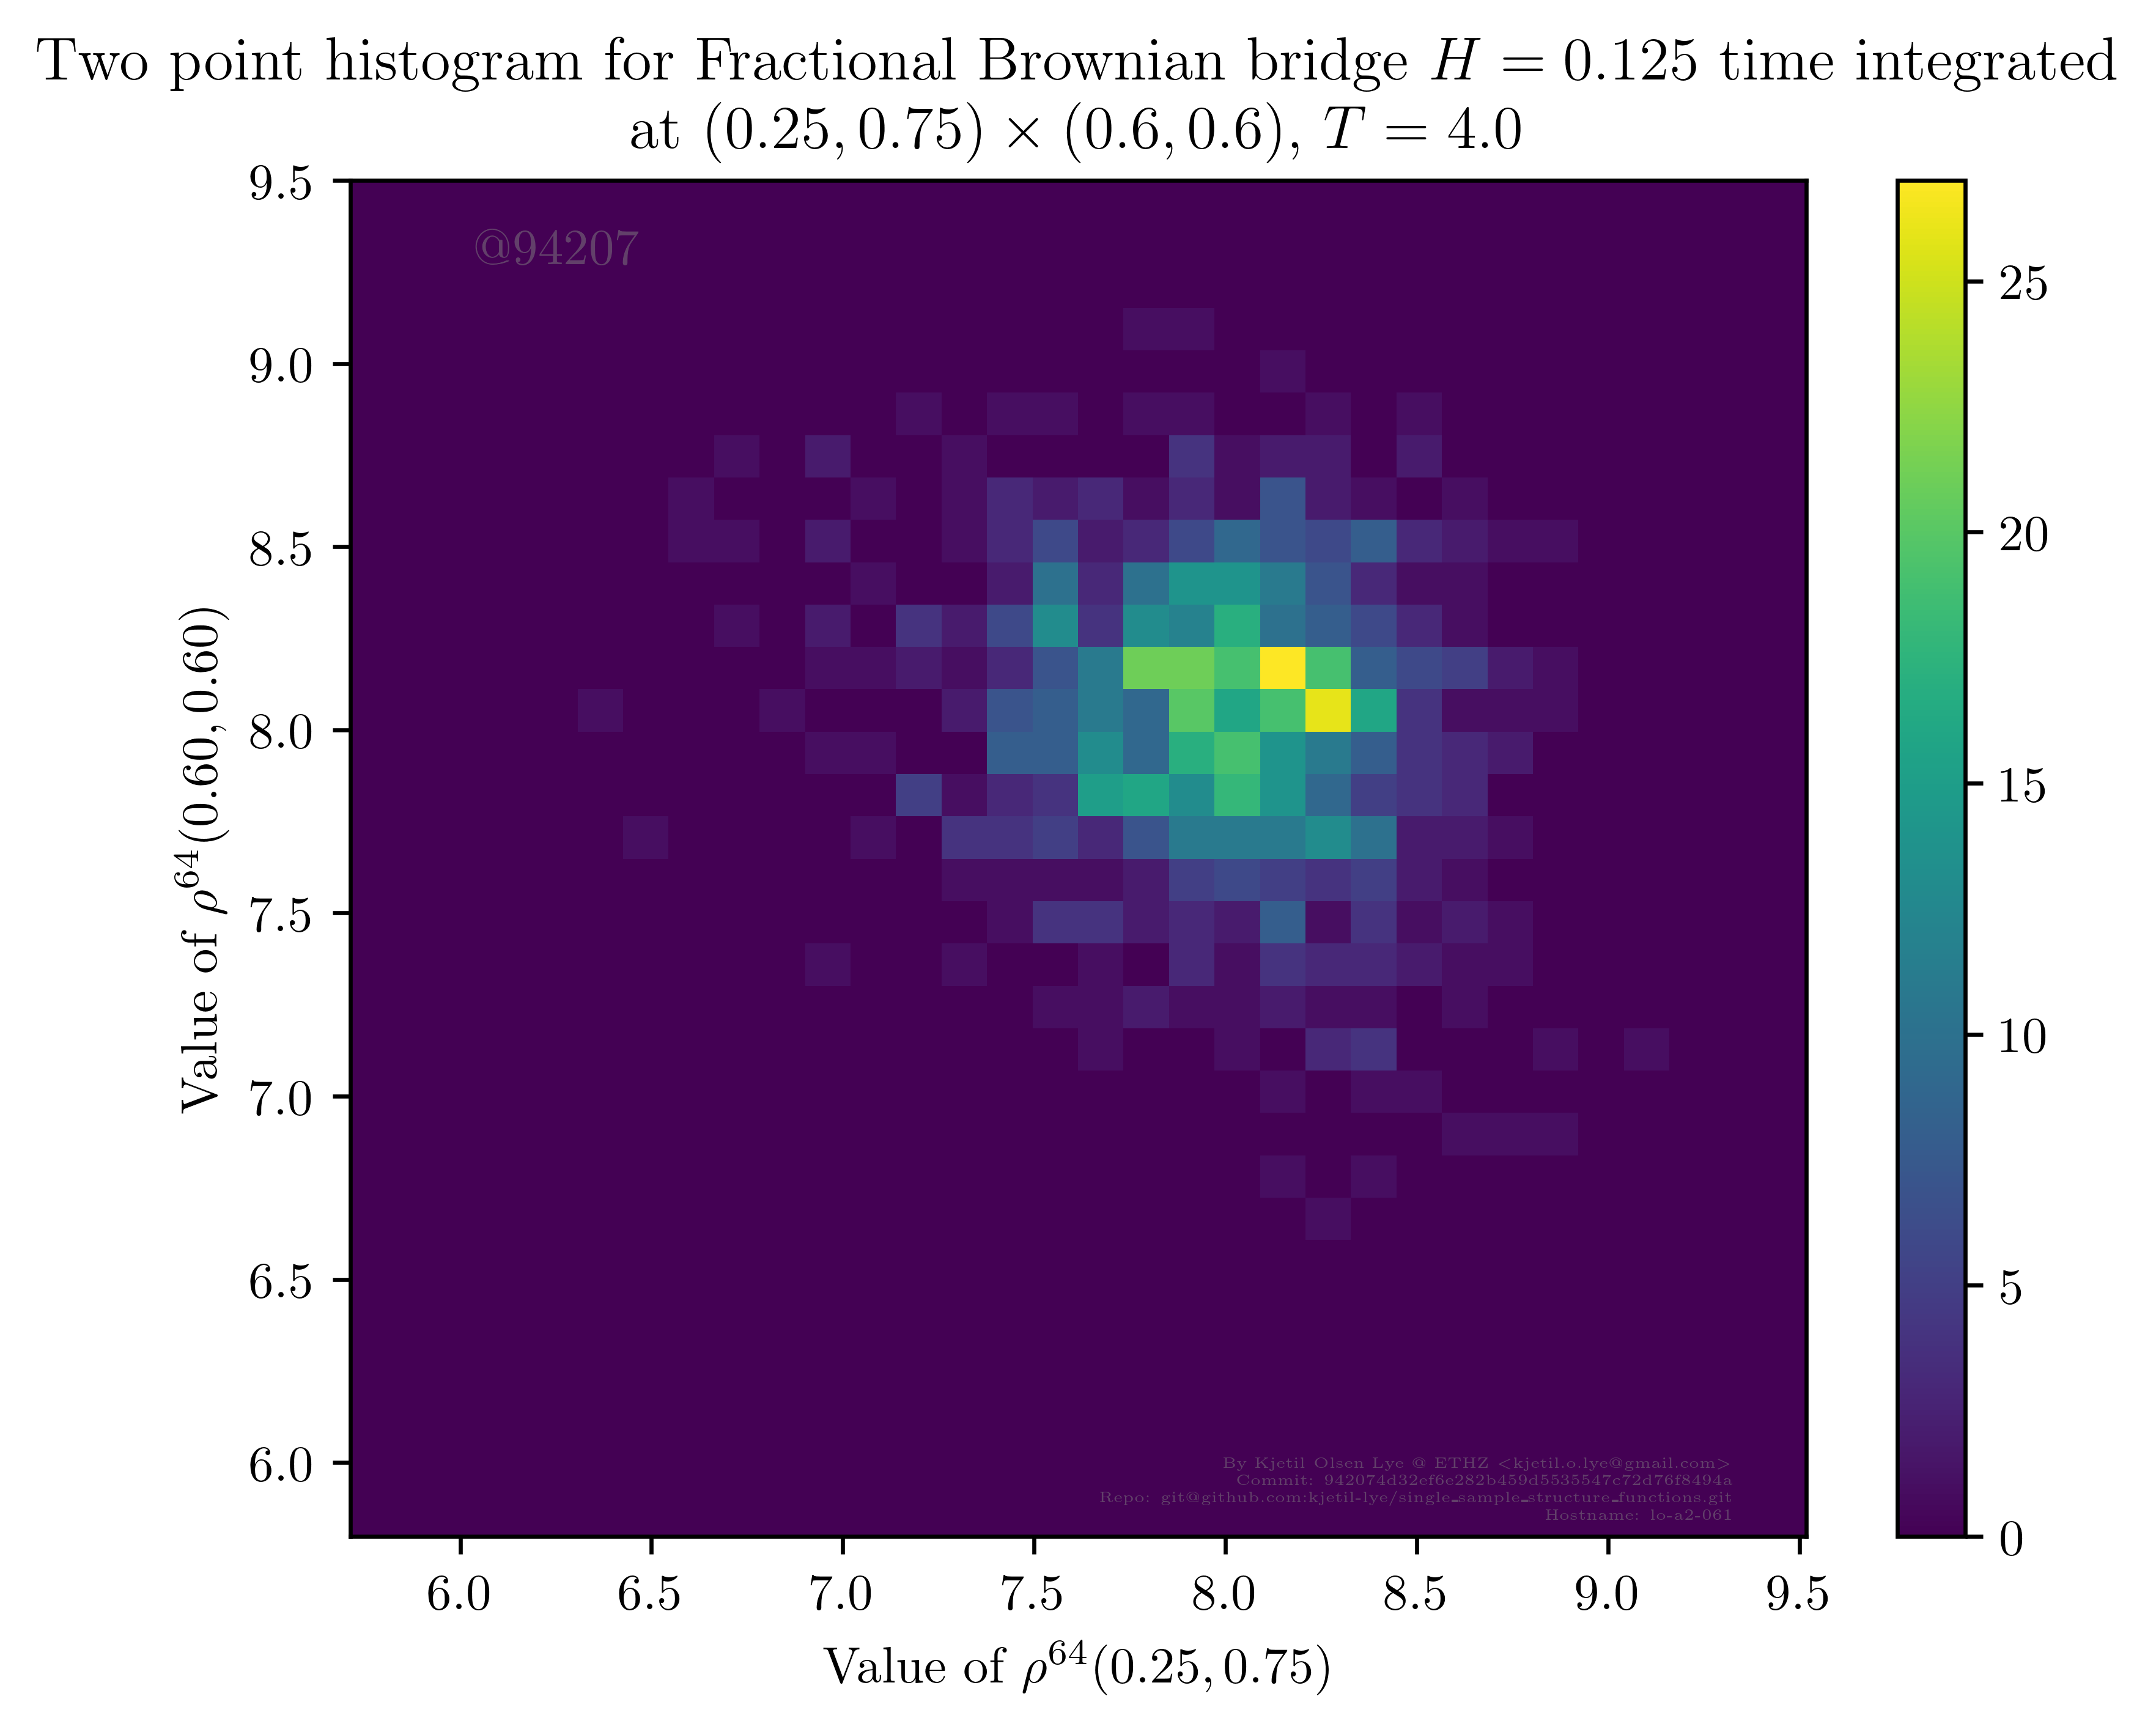 Two point histogram for Fractional Brownian bridge H = 0.125 time integrated
at (0.25, 0.75) × (0.6, 0.6), T = 4.0
@94207
9.5
9.0
8.5
8.0
7.5
7.0
6.5
6.0
Value of ρ^64(0.60, 0.60)
25
20
15
10
5
0
By Kjetil Olsen Lye @ ETHZ <kjetil.o.lye@gmail.com>
Commit: 942074d32ef6e282b459d5535547c72d76f8494a
Repo: git@github.com:kjetil-lye/single_sample_structure_functions.git
Hostname: lo-a2-061
6.0 6.5 7.0 7.5 8.0 8.5 9.0 9.5
Value of ρ^64(0.25, 0.75)